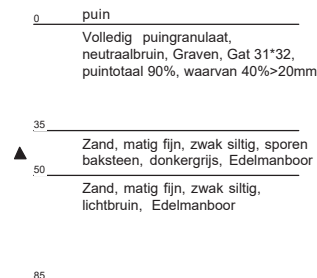 0 puin
Volledig puingranulaat,
neutraalbruin, Graven, Gat 31*32,
puintotaal 90%, waarvan 40%>20mm
35
Zand, matig fijn, zwak siltig, sporen
baksteen, donkergrijs, Edelmanboor
50
Zand, matig fijn, zwak siltig,
lichtbruin, Edelmanboor
85